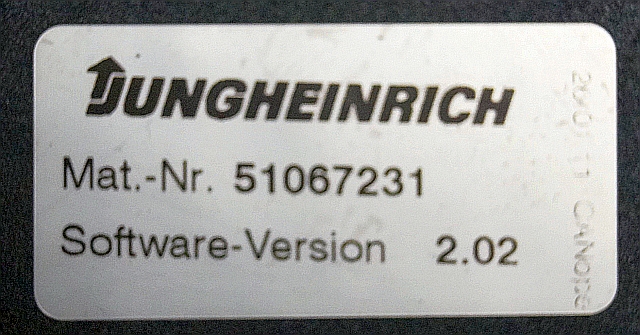 JUNGHEINRICH
Mat.-Nr. 51067231
Software-Version 2.02